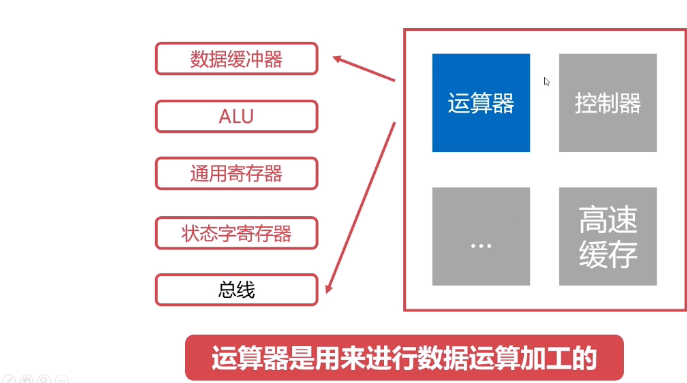 数据缓冲器
ALU
通用寄存器
状态字寄存器
总线
运算器
控制器
...
高速
缓存
运算器是用来进行数据运算加工的